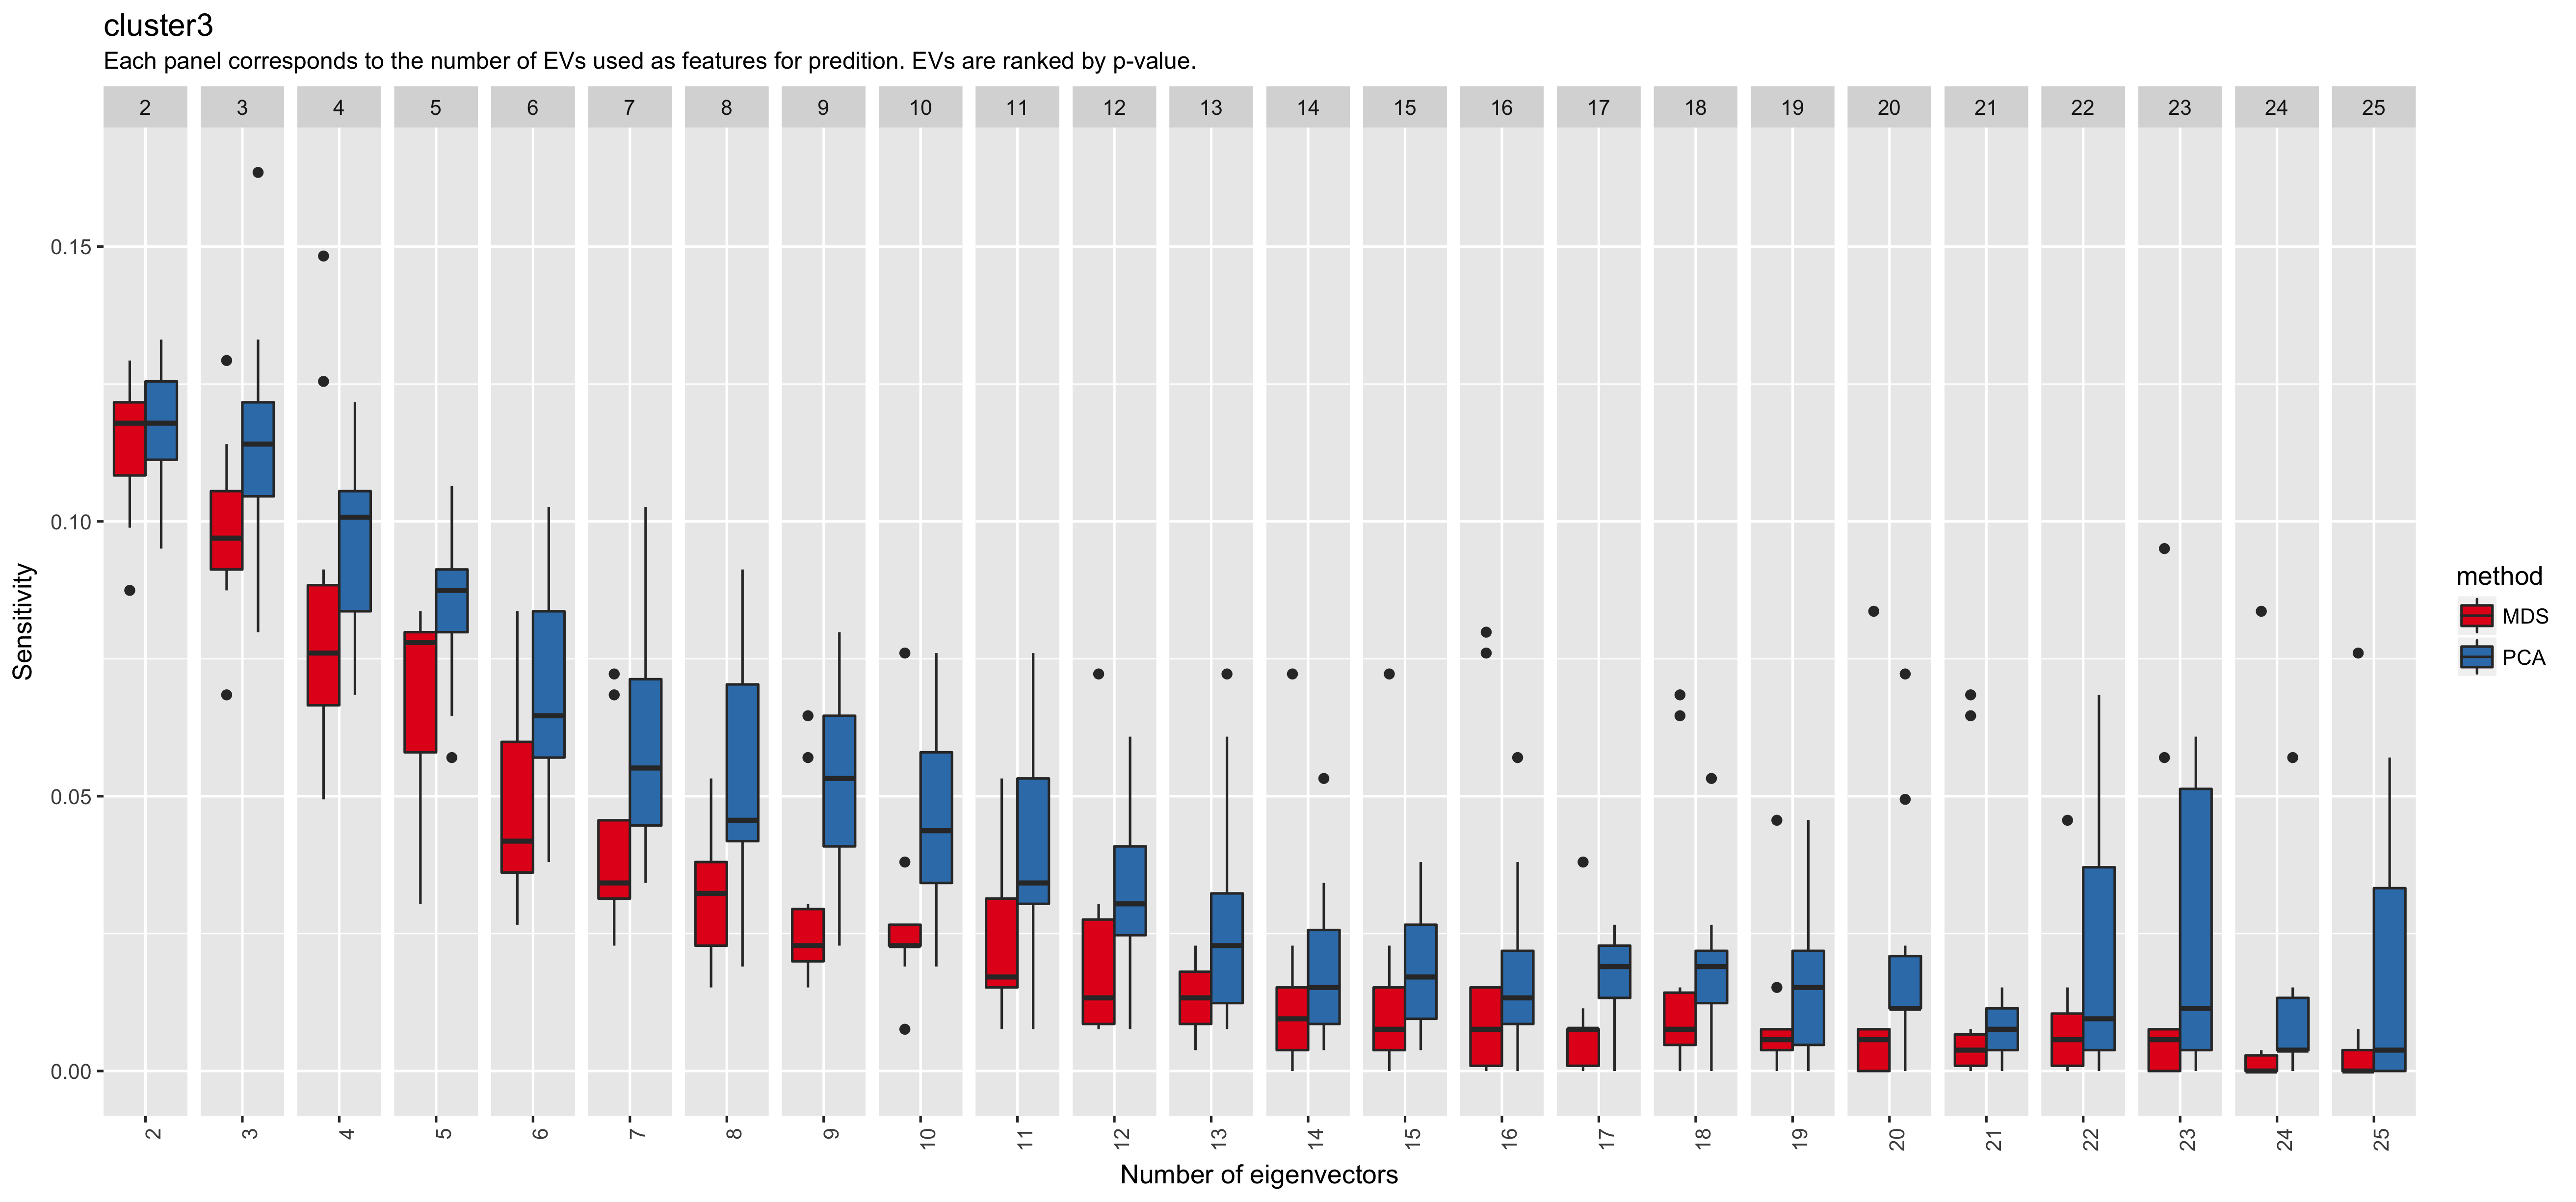 cluster3
Each panel corresponds to the number of EVs used as features for predition. EVs are ranked by p-value.
2 3 4 5 6 7 8 9 10 11 12 13 14 15 16 17 18 19 20 21 22 23 24 25
0.15
0.10
0.05
0.00
Sensitivity
2 3 4 5 6 7 8 9 10 11 12 13 14 15 16 17 18 19 20 21 22 23 24 25
Number of eigenvectors
method
MDS
PCA